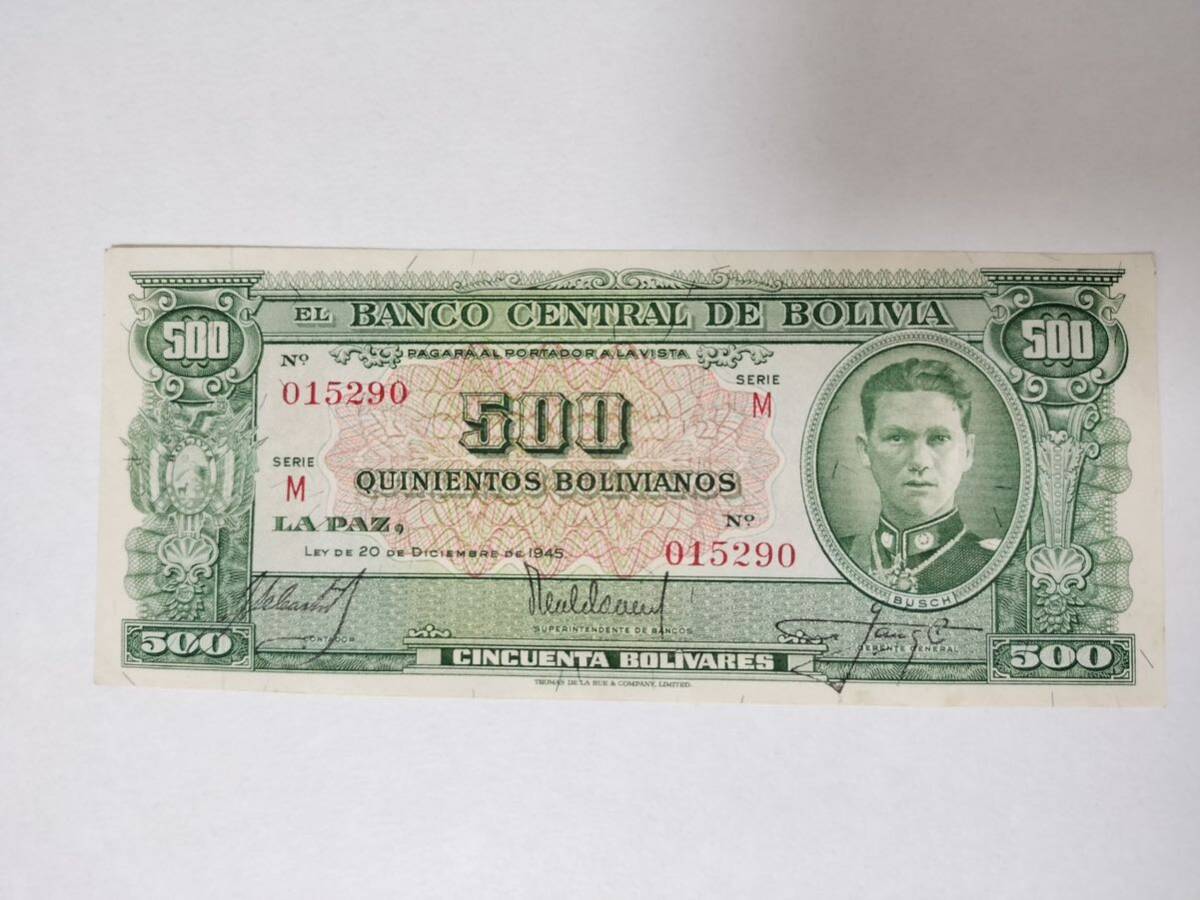 EL BANCO CENTRAL DE BOLIVIA
500
500
Nº
PAGARA AL PORTADOR A LA VISTA
SERIE
015290
M
500
SERIE
QUINIENTOS BOLIVIANOS
M
LA PAZ,
Nº
LEY DE 20 DE DICIEMBRE DE 1945
015290
BUSCH
CONTADOR
SUPERINTENDENTE DE BANCOS
GERENTE GENERAL
500
CINCUENTA BOLÍVARES
500
THOMAS DE LA RUE & COMPANY, LIMITED.